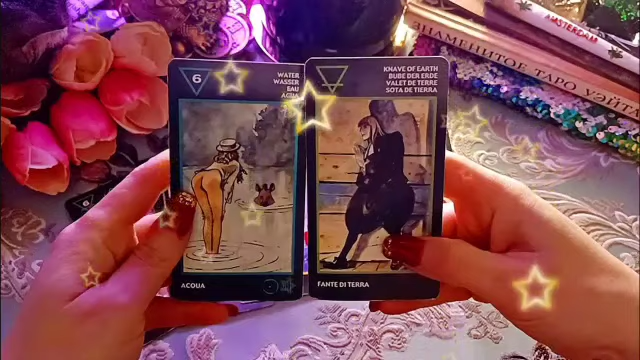 6
WATER
WASSER
EAU
ACQUA
ACQUA
KNAVE OF EARTH
BUBE DER ERDE
VALET DE TERRE
SOTA DE TIERRA
FANTE DI TERRA
AMSTERDAM
ЗНАМЕНИТОЕ ТАРО УЭЙТА
6